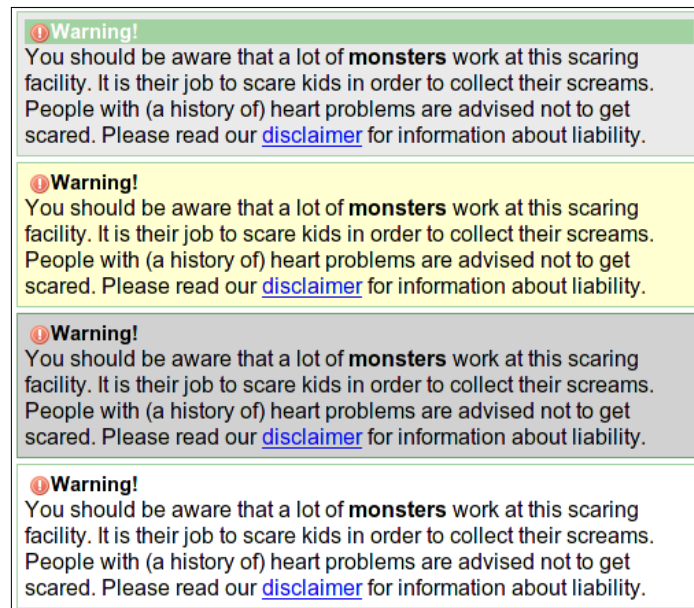 Warning!
You should be aware that a lot of monsters work at this scaring
facility. It is their job to scare kids in order to collect their screams.
People with (a history of) heart problems are advised not to get
scared. Please read our disclaimer for information about liability.
Warning!
You should be aware that a lot of monsters work at this scaring
facility. It is their job to scare kids in order to collect their screams.
People with (a history of) heart problems are advised not to get
scared. Please read our disclaimer for information about liability.
Warning!
You should be aware that a lot of monsters work at this scaring
facility. It is their job to scare kids in order to collect their screams.
People with (a history of) heart problems are advised not to get
scared. Please read our disclaimer for information about liability.
Warning!
You should be aware that a lot of monsters work at this scaring
facility. It is their job to scare kids in order to collect their screams.
People with (a history of) heart problems are advised not to get
scared. Please read our disclaimer for information about liability.